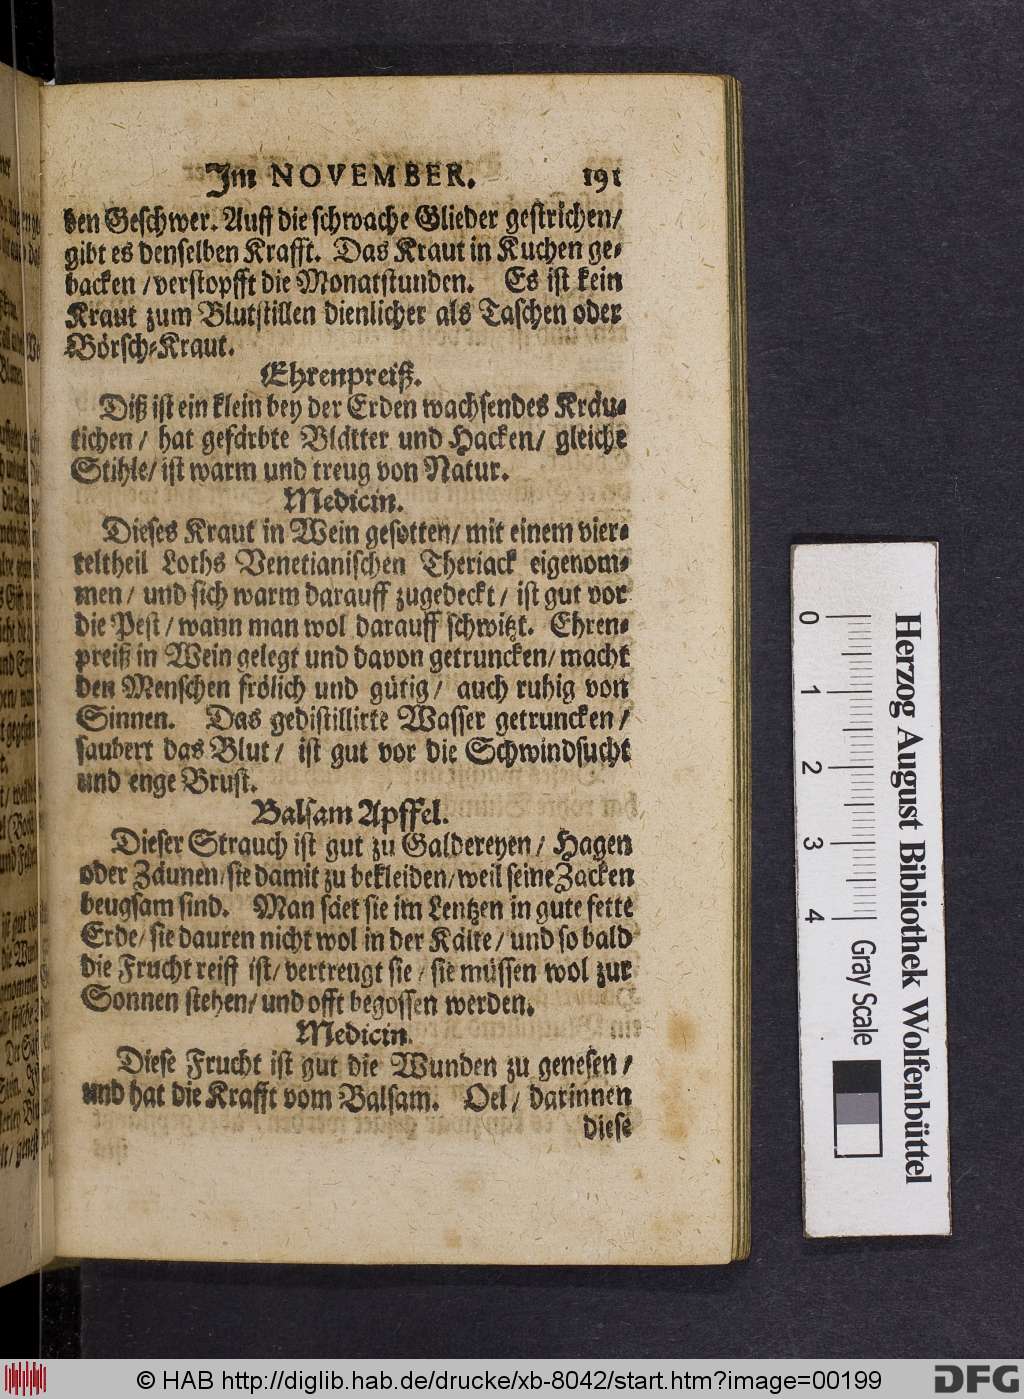 Im NOVEMBER. 191
den Geschwer. Auff die schwache Glieder gestrichen/
gibt es denselben Krafft. Das Kraut in Kuchen ge-
backen / verstopfft die Monatstunden. Es ist kein
Kraut zum Blutstillen dienlicher als Taschen oder
Börsch-Kraut.
Ehrenpreiß.
Diß ist ein klein bey der Erden wachsendes Kräu-
tichen / hat gefärbte Blätter und Hacken / gleiche
Stihle / ist warm und treug von Natur.
Medicin.
Dieses Kraut in Wein gesotten / mit einem vier-
teltheil Loths Venetianischen Theriack eigenom-
men / und sich warm darauff zugedeckt / ist gut vor
die Pest / wann man wol darauff schwitzt. Ehren-
preiß in Wein gelegt und davon getruncken / macht
den Menschen frölich und gütig / auch ruhig von
Sinnen. Das gedistillirte Wasser getruncken /
saubert das Blut / ist gut vor die Schwindsucht
und enge Brust.
Balsam Apffel.
Dieser Strauch ist gut zu Galdereyen / Hagen
oder Zäunen / sie damit zu bekleiden / weil seine Zacken
beugsam sind. Man säet sie im Lentzen in gute fette
Erde / sie dauren nicht wol in der Kälte / und so bald
die Frucht reiff ist / vertreugt sie / sie müssen wol zur
Sonnen stehen / und offt begossen werden.
Medicin.
Diese Frucht ist gut die Wunden zu genesen /
und hat die Krafft vom Balsam. Oel / darinnen
diese
Herzog August Bibliothek Wolfenbüttel
0 1 2 3 4 Gray Scale
© HAB http://diglib.hab.de/drucke/xb-8042/start.htm?image=00199
DFG